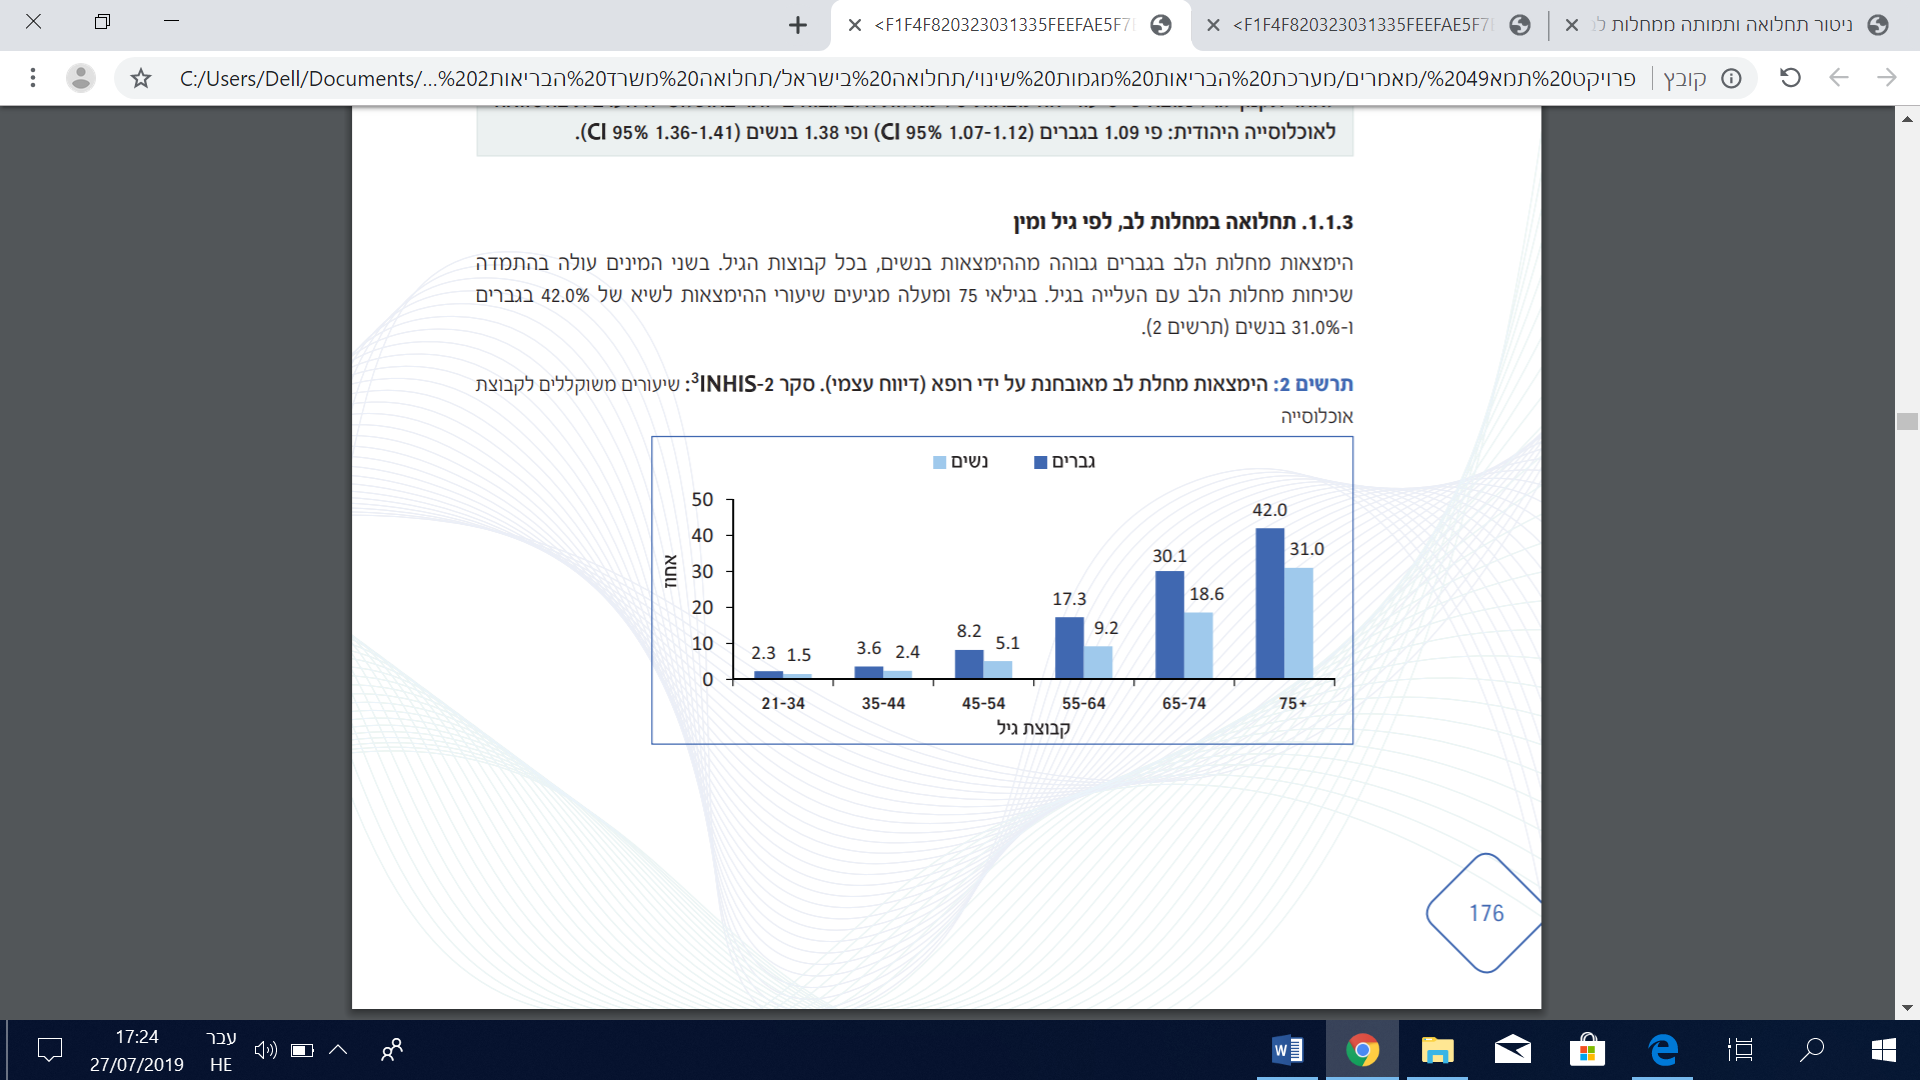 ניטור תחלואה ותמותה ממחלות
<F1F4F820323031335FEEFAE5F7
<F1F4F820323031335FEEFAE5F7
קובץ
C:/Users/Dell/Documents/...פרויקט%20תמא49%20/מאמרים/מערכת%20הבריאות%20מגמות%20שינוי/תחלואה%20בישראל/תחלואה%20משרד%20הבריאות%202
לאוכלוסייה היהודית: פי 1.09 בגברים (CI 95% 1.07-1.12) ופי 1.38 בנשים (CI 95% 1.36-1.41).
1.1.3. תחלואה במחלות לב, לפי גיל ומין
הימצאות מחלות הלב בגברים גבוהה מההימצאות בנשים, בכל קבוצות הגיל. בשני המינים עולה בהתמדה
שכיחות מחלות הלב עם העלייה בגיל. בגילאי 75 ומעלה מגיעים שיעורי ההימצאות לשיא של 42.0% בגברים
ו-31.0% בנשים (תרשים 2).
תרשים 2: הימצאות מחלת לב מאובחנת על ידי רופא (דיווח עצמי). סקר INHIS-2³: שיעורים משוקללים לקבוצת
אוכלוסייה
גברים נשים
אחוז
50
40
30
20
10
0
2.3 1.5 3.6 2.4 8.2 5.1 17.3 9.2 30.1 18.6 42.0 31.0
21-34 35-44 45-54 55-64 65-74 75+
קבוצת גיל
176
17:24
27/07/2019
עבר
HE